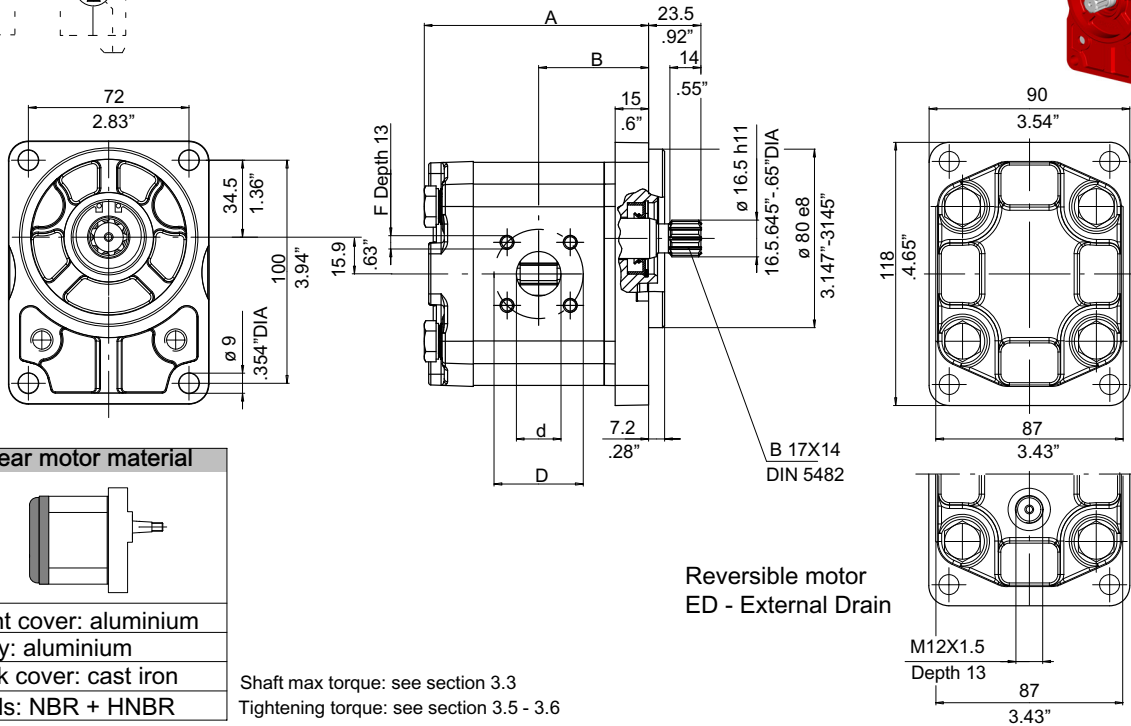 A
23.5
.92"
B
14
.55"
15
.6"
72
2.83"
90
3.54"
34.5
1.36"
100
3.94"
15.9
.63"
F Depth 13
ø 16.5 h11
16.5.645"-.65"DIA
ø 80 e8
3.147"-3145"
118
4.65"
ø 9
.354"DIA
d
D
7.2
.28"
B 17X14
DIN 5482
87
3.43"
ear motor material
nt cover: aluminium
y: aluminium
k cover: cast iron
ls: NBR + HNBR
Shaft max torque: see section 3.3
Tightening torque: see section 3.5 - 3.6
Reversible motor
ED - External Drain
M12X1.5
Depth 13
87
3.43"